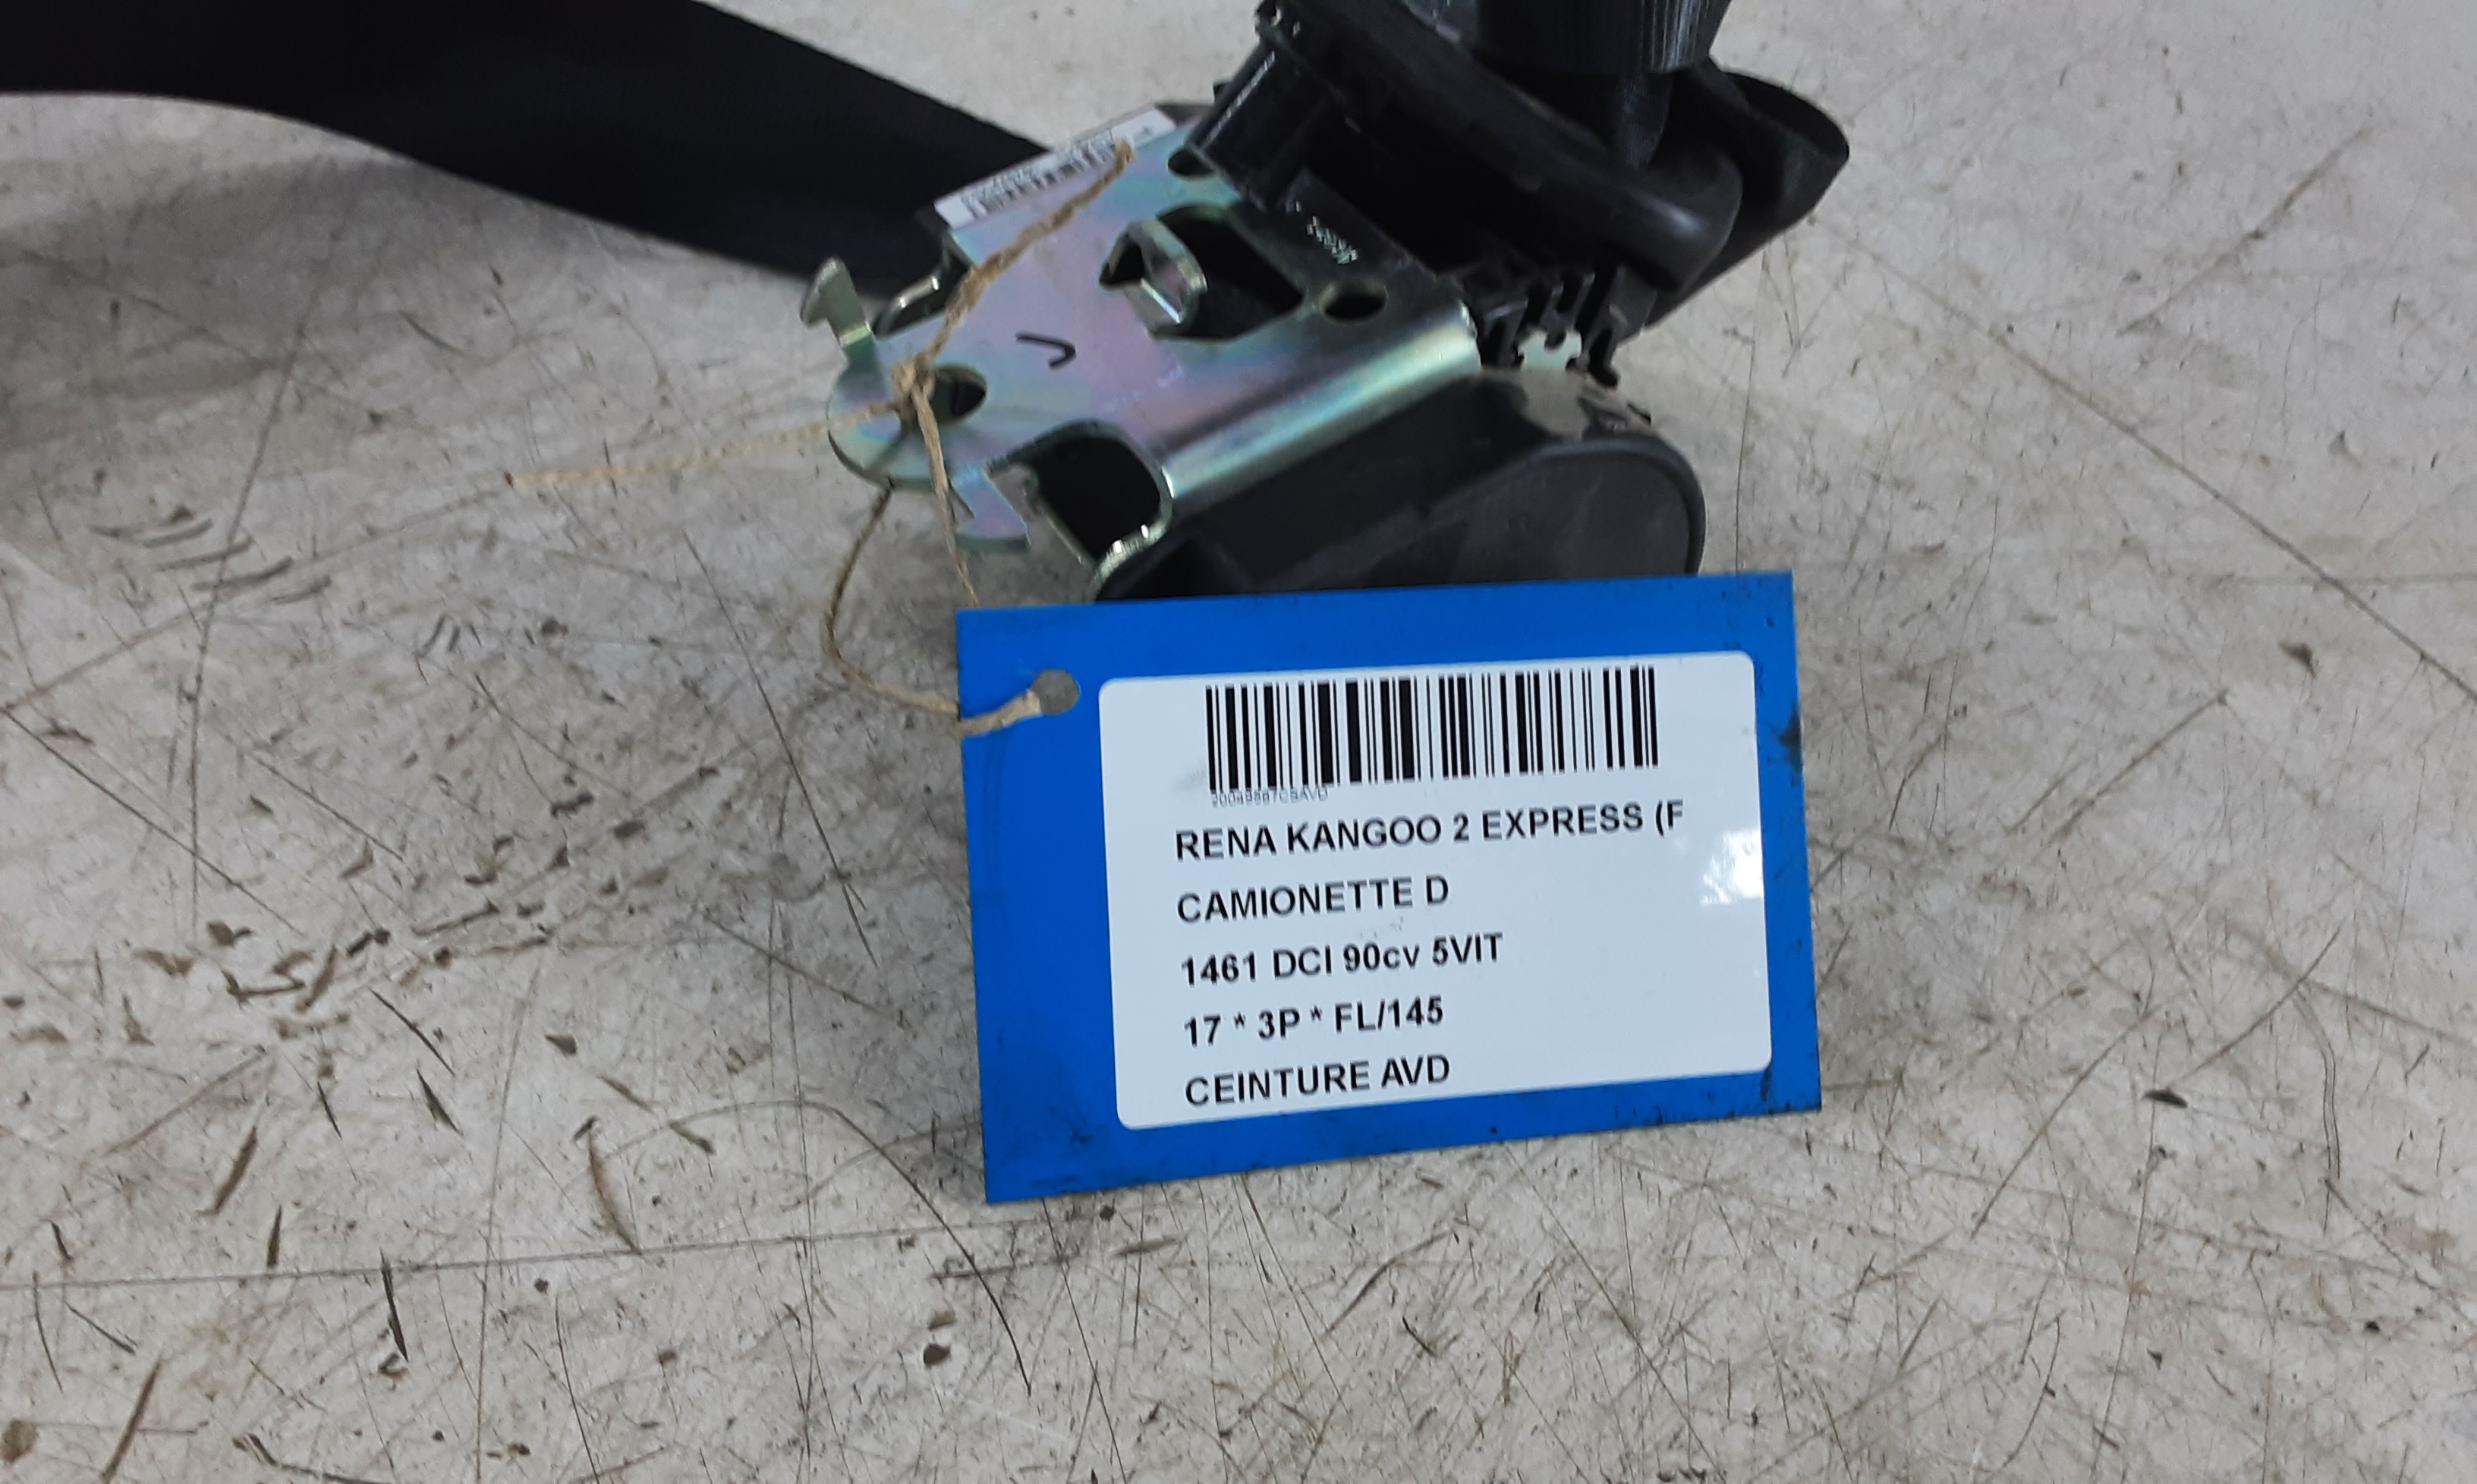 RENA KANGOO 2 EXPRESS (F
CAMIONETTE D
1461 DCI 90cv 5VIT
17 * 3P * FL/145
CEINTURE AVD